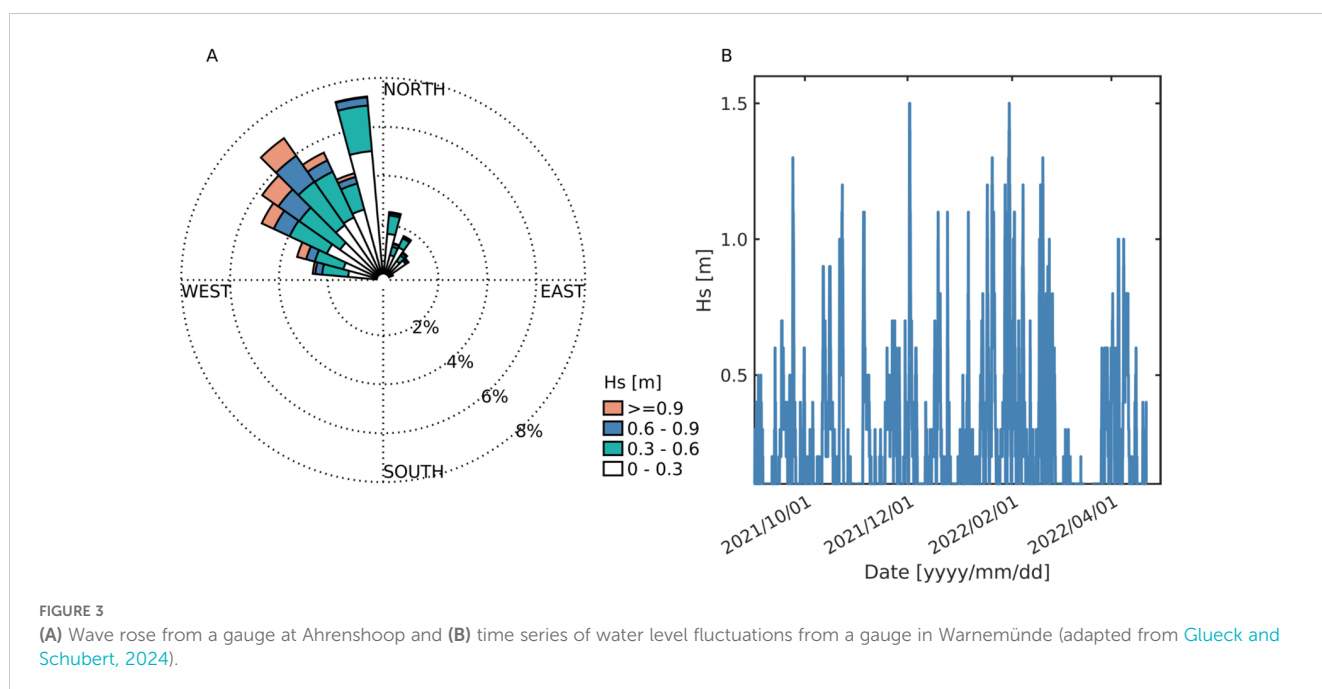 A
NORTH
WEST
EAST
SOUTH
2%
4%
6%
8%
Hs [m]
>=0.9
0.6 - 0.9
0.3 - 0.6
0 - 0.3
B
1.5
1.0
0.5
Hs [m]
2021/10/01
2021/12/01
2022/02/01
2022/04/01
Date [yyyy/mm/dd]
FIGURE 3
(A) Wave rose from a gauge at Ahrenshoop and (B) time series of water level fluctuations from a gauge in Warnemünde (adapted from Glueck and
Schubert, 2024).